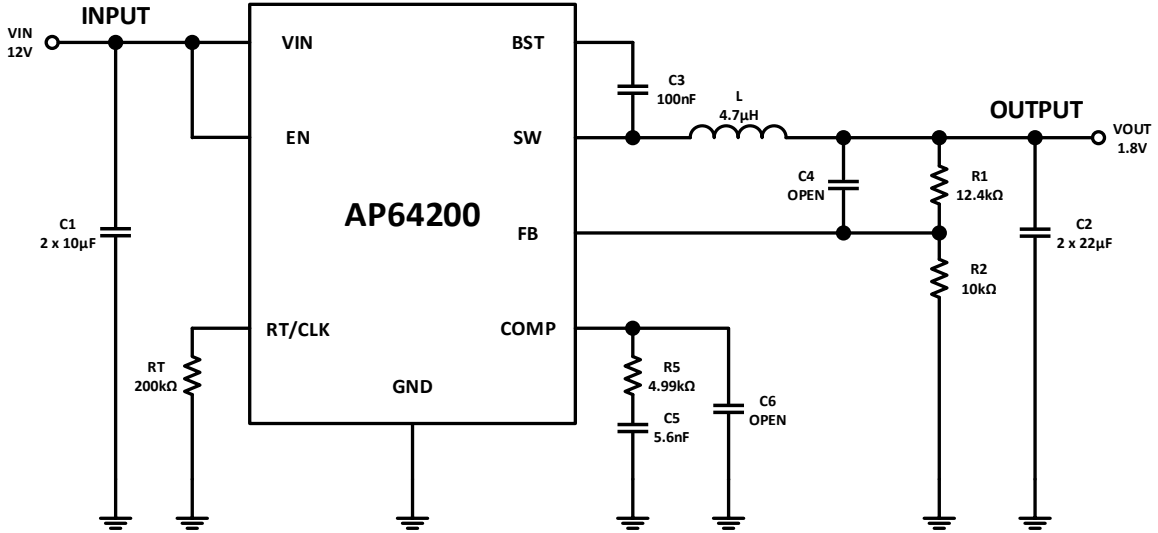 INPUT
VIN
12V
VIN
BST
C3
100nF
L
4.7µH
OUTPUT
VOUT
1.8V
EN
SW
C4
OPEN
R1
12.4kΩ
AP64200
C1
2 x 10µF
FB
C2
2 x 22µF
R2
10kΩ
RT/CLK
COMP
RT
200kΩ
GND
R5
4.99kΩ
C6
OPEN
C5
5.6nF